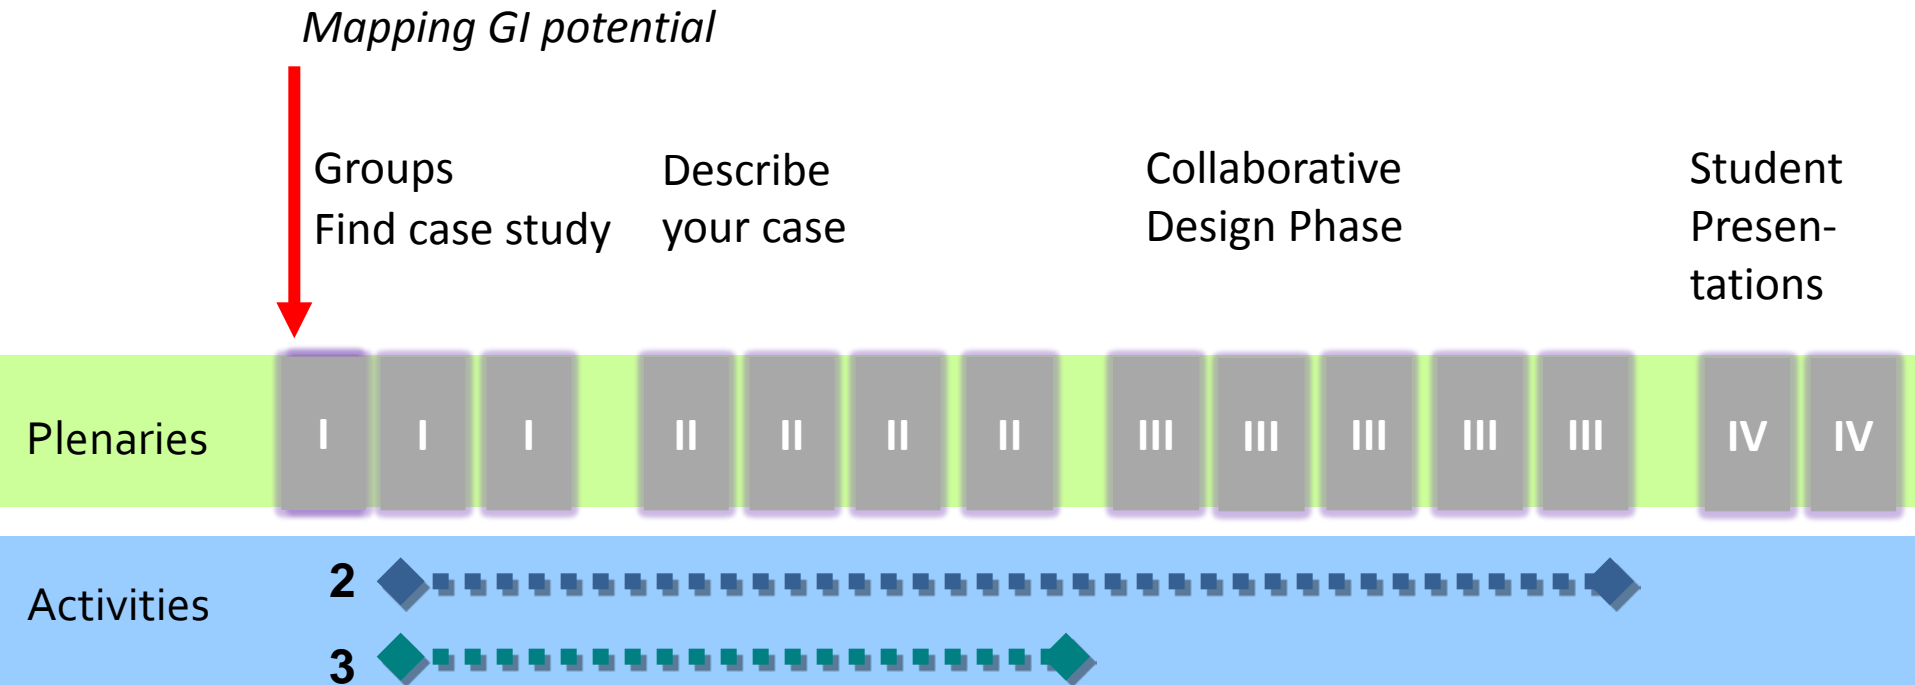 Mapping GI potential
Groups
Find case study
Describe
your case
Collaborative
Design Phase
Student
Presen-
tations
Plenaries I I I II II II II III III III III III IV IV
Activities
2
3